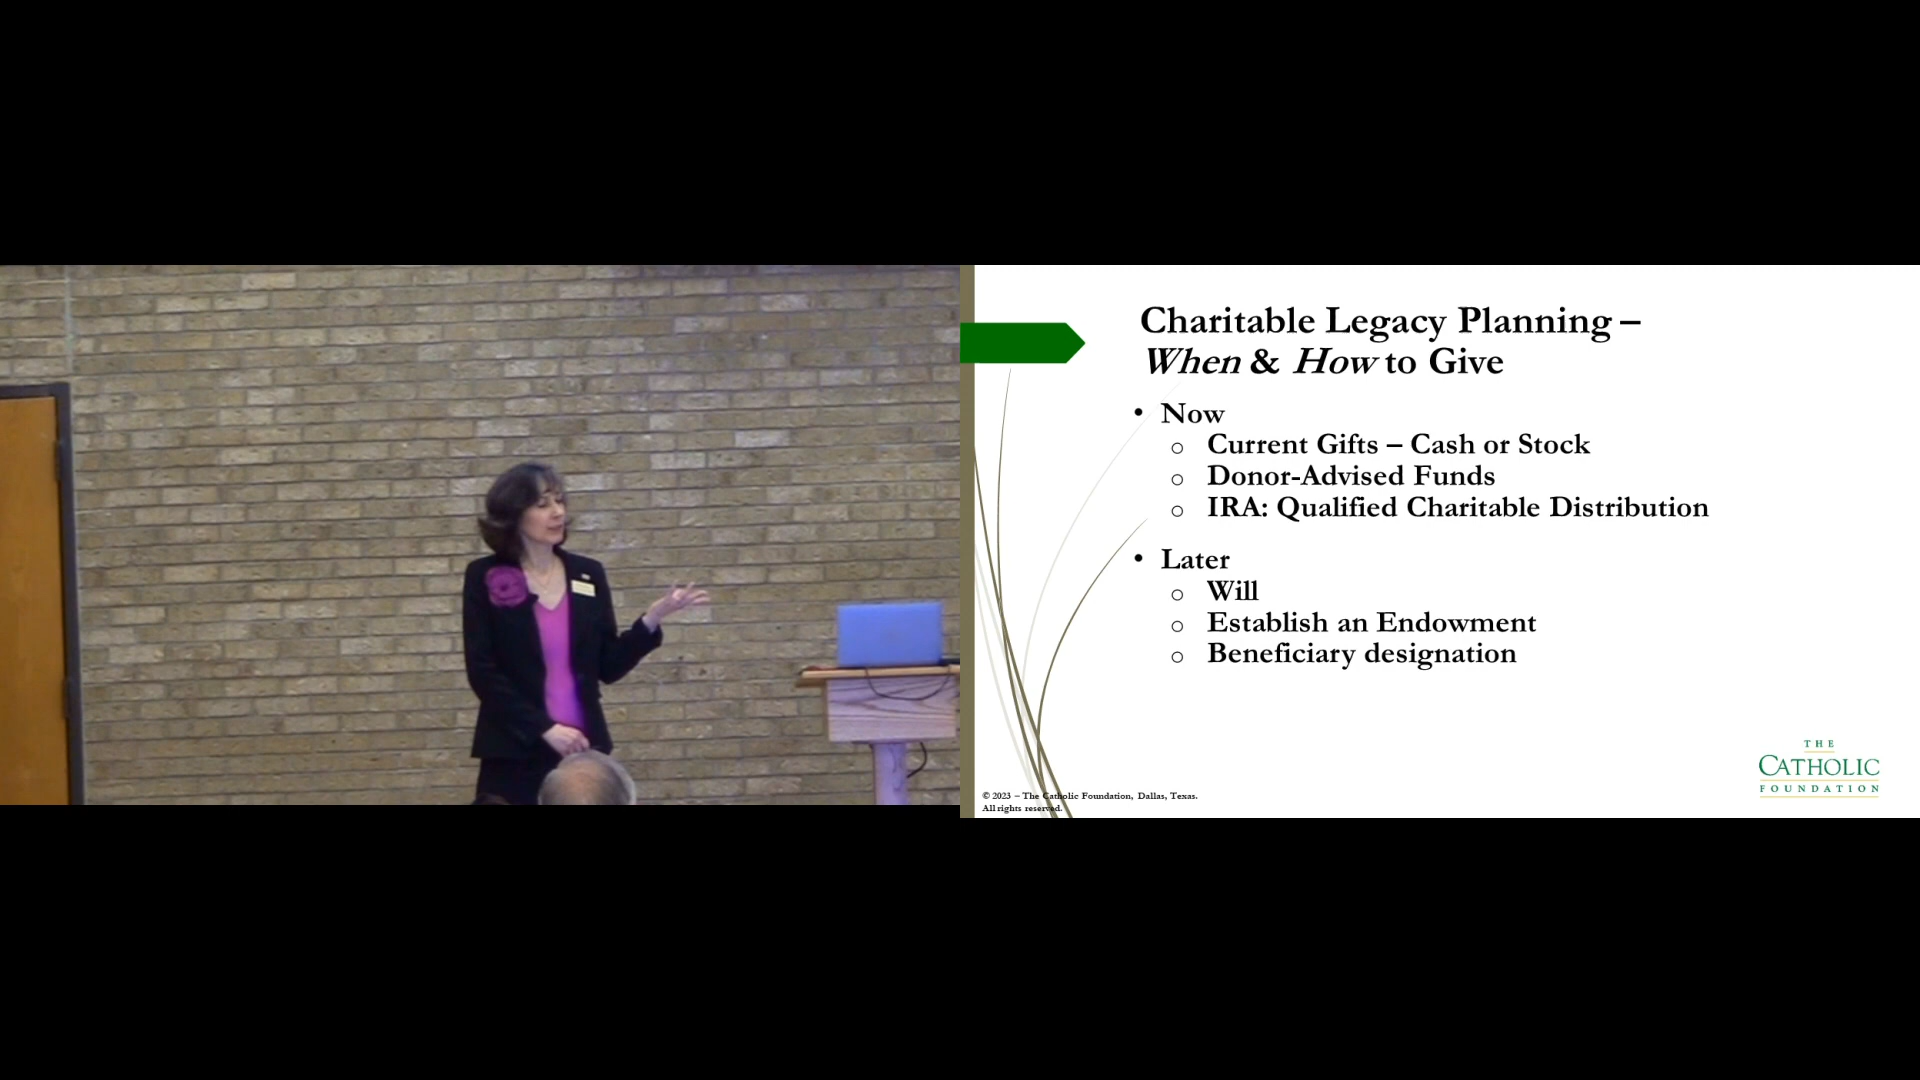 Charitable Legacy Planning –
When & How to Give
• Now
o Current Gifts – Cash or Stock
o Donor-Advised Funds
o IRA: Qualified Charitable Distribution
• Later
o Will
o Establish an Endowment
o Beneficiary designation
THE
CATHOLIC
FOUNDATION
© 2023 – The Catholic Foundation, Dallas, Texas.
All rights reserved.